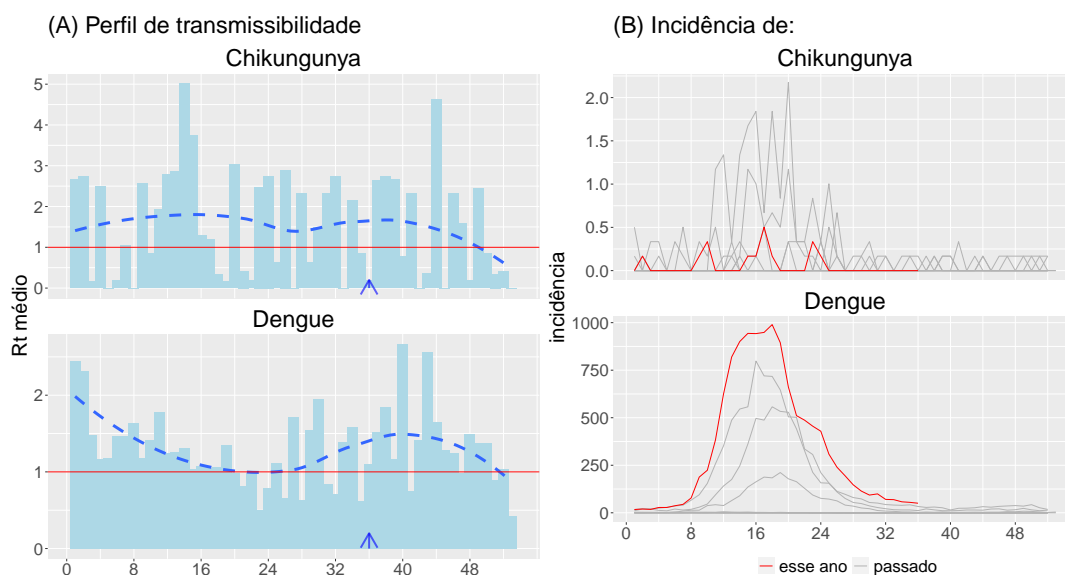 (A) Perfil de transmissibilidade
Chikungunya
5
4
3
2
1
0
Dengue
2
1
0
0 8 16 24 32 40 48
Rt médio
(B) Incidência de:
Chikungunya
2.0
1.5
1.0
0.5
0.0
Dengue
1000
750
500
250
0
0 8 16 24 32 40 48
incidência
esse ano passado